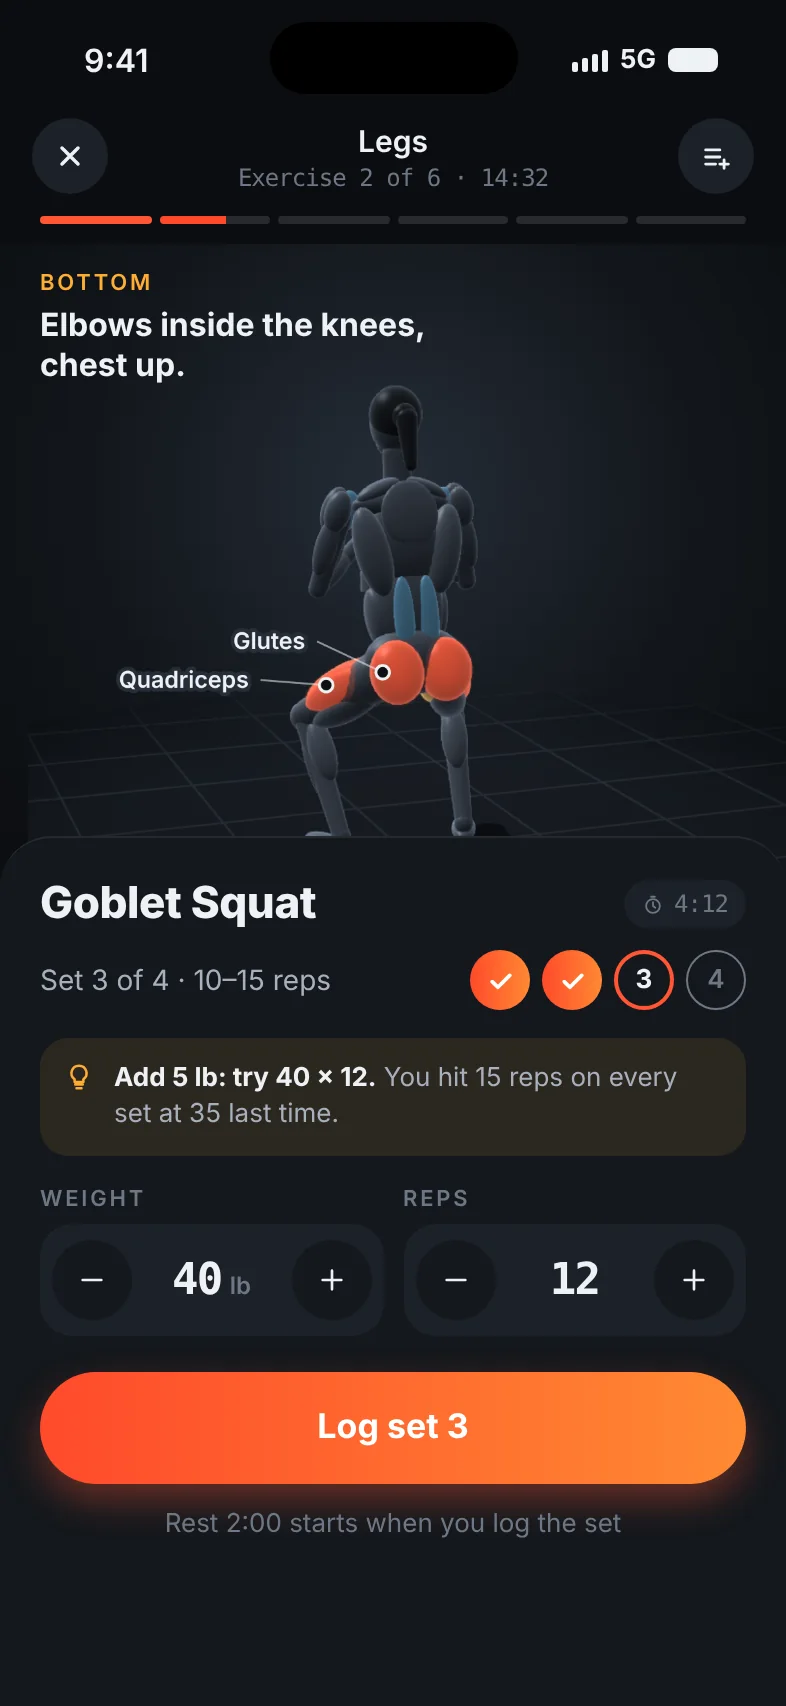 9:41
5G
Legs
Exercise 2 of 6 · 14:32
BOTTOM
Elbows inside the knees,
chest up.
Glutes
Quadriceps
Goblet Squat
4:12
Set 3 of 4 · 10–15 reps
3
4
Add 5 lb: try 40 × 12. You hit 15 reps on every
set at 35 last time.
WEIGHT
REPS
40 lb
12
Log set 3
Rest 2:00 starts when you log the set